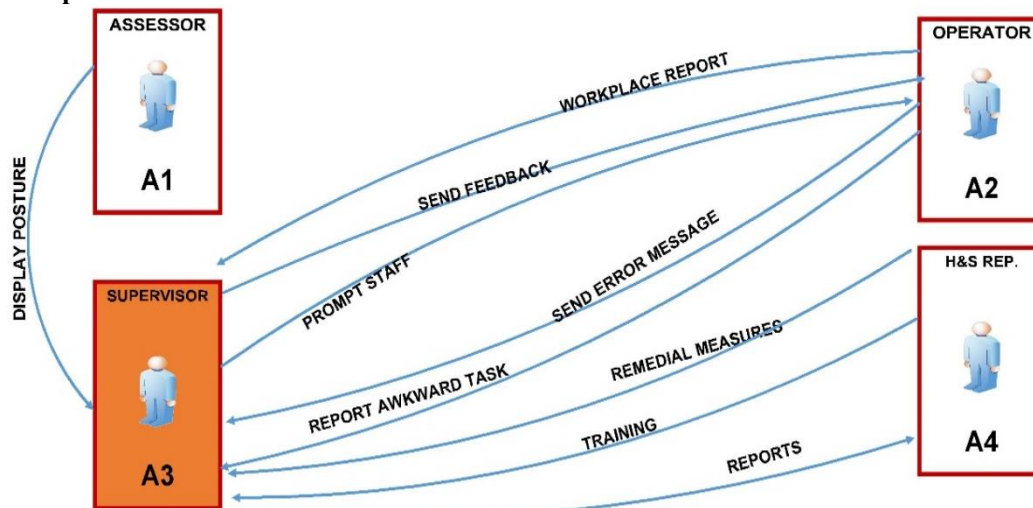 ASSESSOR
A1
OPERATOR
A2
WORKPLACE REPORT
SEND FEEDBACK
DISPLAY POSTURE
PROMPT STAFF
SEND ERROR MESSAGE
SUPERVISOR
A3
H&S REP.
A4
REMEDIAL MEASURES
REPORT AWKWARD TASK
TRAINING
REPORTS